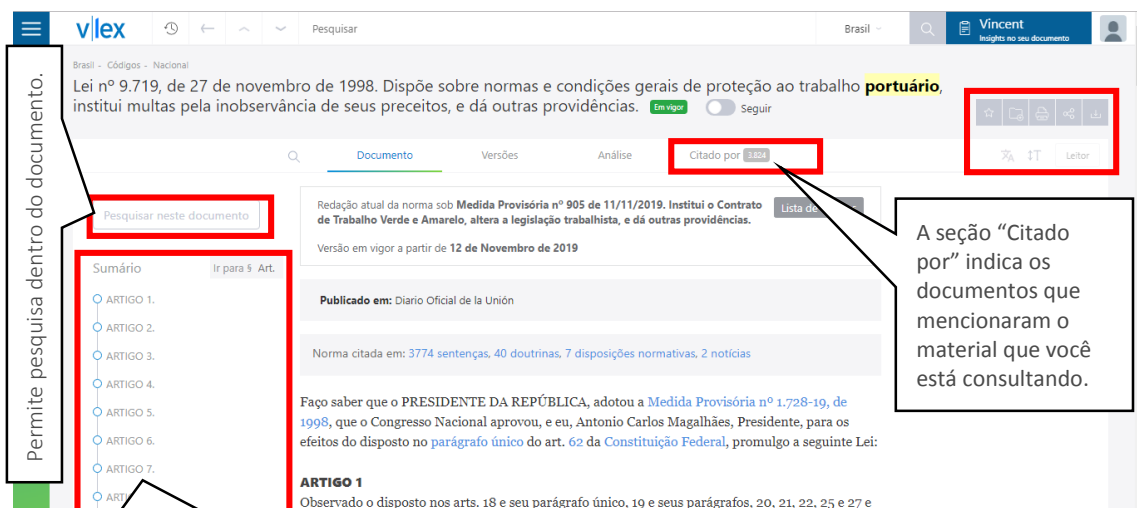 v|lex
Pesquisar
Brasil
Vincent
Insights no seu documento
Brasil - Códigos - Nacional
Lei nº 9.719, de 27 de novembro de 1998. Dispõe sobre normas e condições gerais de proteção ao trabalho portuário,
institui multas pela inobservância de seus preceitos, e dá outras providências.
Em vigor
Seguir
Permite pesquisa dentro do documento.
Documento
Versões
Análise
Citado por 3.824
Leitor
Pesquisar neste documento
Redação atual da norma sob Medida Provisória nº 905 de 11/11/2019. Institui o Contrato
de Trabalho Verde e Amarelo, altera a legislação trabalhista, e dá outras providências.
Lista de
Versão em vigor a partir de 12 de Novembro de 2019
A seção “Citado
por” indica os
documentos que
mencionaram o
material que você
está consultando.
Sumário
Ir para § Art.
ARTIGO 1.
ARTIGO 2.
ARTIGO 3.
ARTIGO 4.
ARTIGO 5.
ARTIGO 6.
ARTIGO 7.
Publicado em: Diario Oficial de la Unión
Norma citada em: 3774 sentenças, 40 doutrinas, 7 disposições normativas, 2 notícias
Faço saber que o PRESIDENTE DA REPÚBLICA, adotou a Medida Provisória nº 1.728-19, de
1998, que o Congresso Nacional aprovou, e eu, Antonio Carlos Magalhães, Presidente, para os
efeitos do disposto no parágrafo único do art. 62 da Constituição Federal, promulgo a seguinte Lei:
ARTIGO 1
Observado o disposto nos arts. 18 e seu parágrafo único, 19 e seus parágrafos, 20, 21, 22, 25 e 27 e